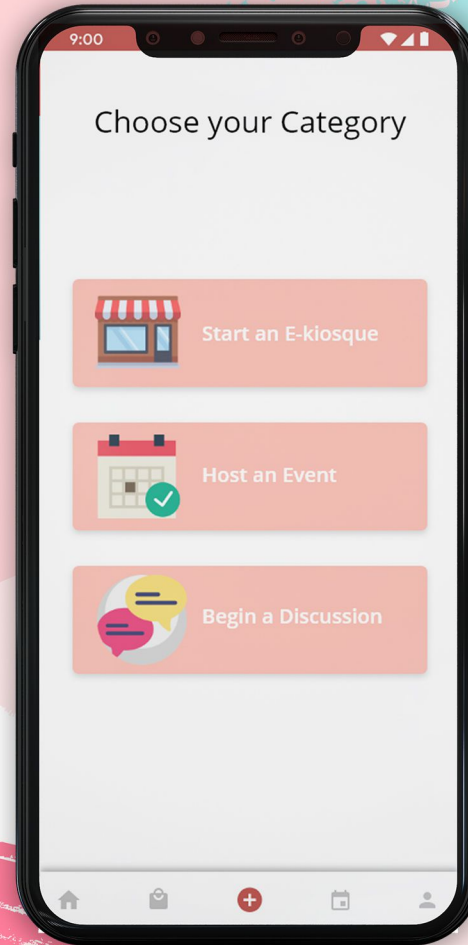 9:00
Choose your Category
Start an E-kiosque
Host an Event
Begin a Discussion